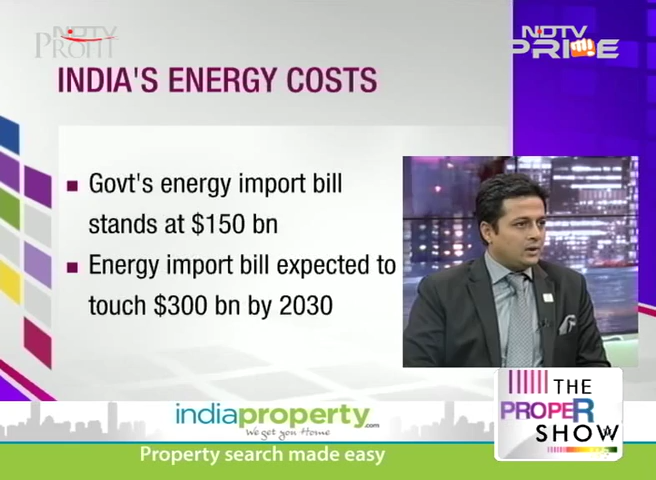 NDTV
PROFIT
NDTV
PRIME
INDIA'S ENERGY COSTS
Govt's energy import bill
stands at $150 bn
Energy import bill expected to
touch $300 bn by 2030
indiaproperty.com
We get you Home
Property search made easy
THE
PROPERTY
SHOW